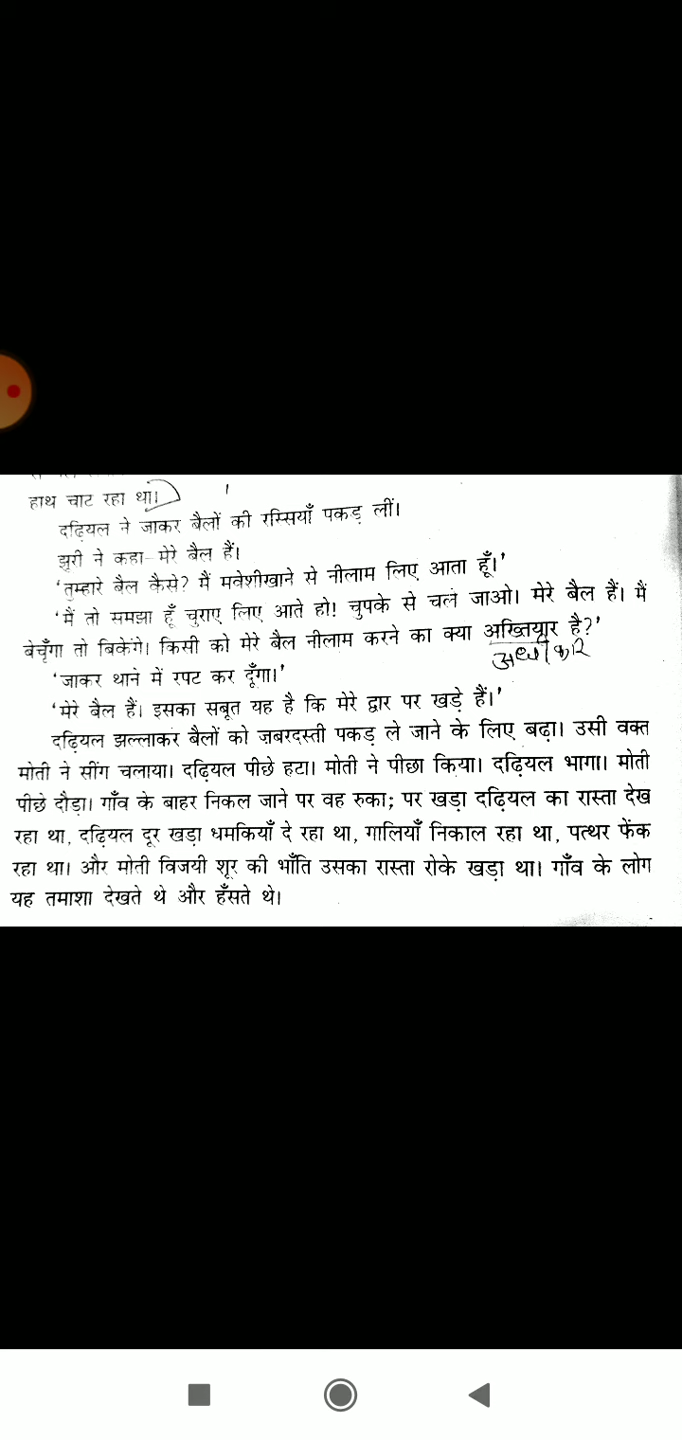 हाथ चाट रहा था।
दढ़ियल ने जाकर बैलों की रस्सियाँ पकड़ लीं।
झूरी ने कहा- मेरे बैल हैं।
'तुम्हारे बैल कैसे? मैं मवेशीखाने से नीलाम लिए आता हूँ।'
'मैं तो समझा हूँ चुराए लिए आते हो! चुपके से चले जाओ। मेरे बैल हैं। मैं
बेचूँगा तो बिकेंगे। किसी को मेरे बैल नीलाम करने का क्या अख्तियार है?'
अधीकार
'जाकर थाने में रपट कर दूँगा।'
'मेरे बैल हैं। इसका सबूत यह है कि मेरे द्वार पर खड़े हैं।'
दढ़ियल झल्लाकर बैलों को ज़बरदस्ती पकड़ ले जाने के लिए बढ़ा। उसी वक्त
मोती ने सींग चलाया। दढ़ियल पीछे हटा। मोती ने पीछा किया। दढ़ियल भागा। मोती
पीछे दौड़ा। गाँव के बाहर निकल जाने पर वह रुका; पर खड़ा दढ़ियल का रास्ता देख
रहा था, दढ़ियल दूर खड़ा धमकियाँ दे रहा था, गालियाँ निकाल रहा था, पत्थर फेंक
रहा था। और मोती विजयी शूर की भाँति उसका रास्ता रोके खड़ा था। गाँव के लोग
यह तमाशा देखते थे और हँसते थे।